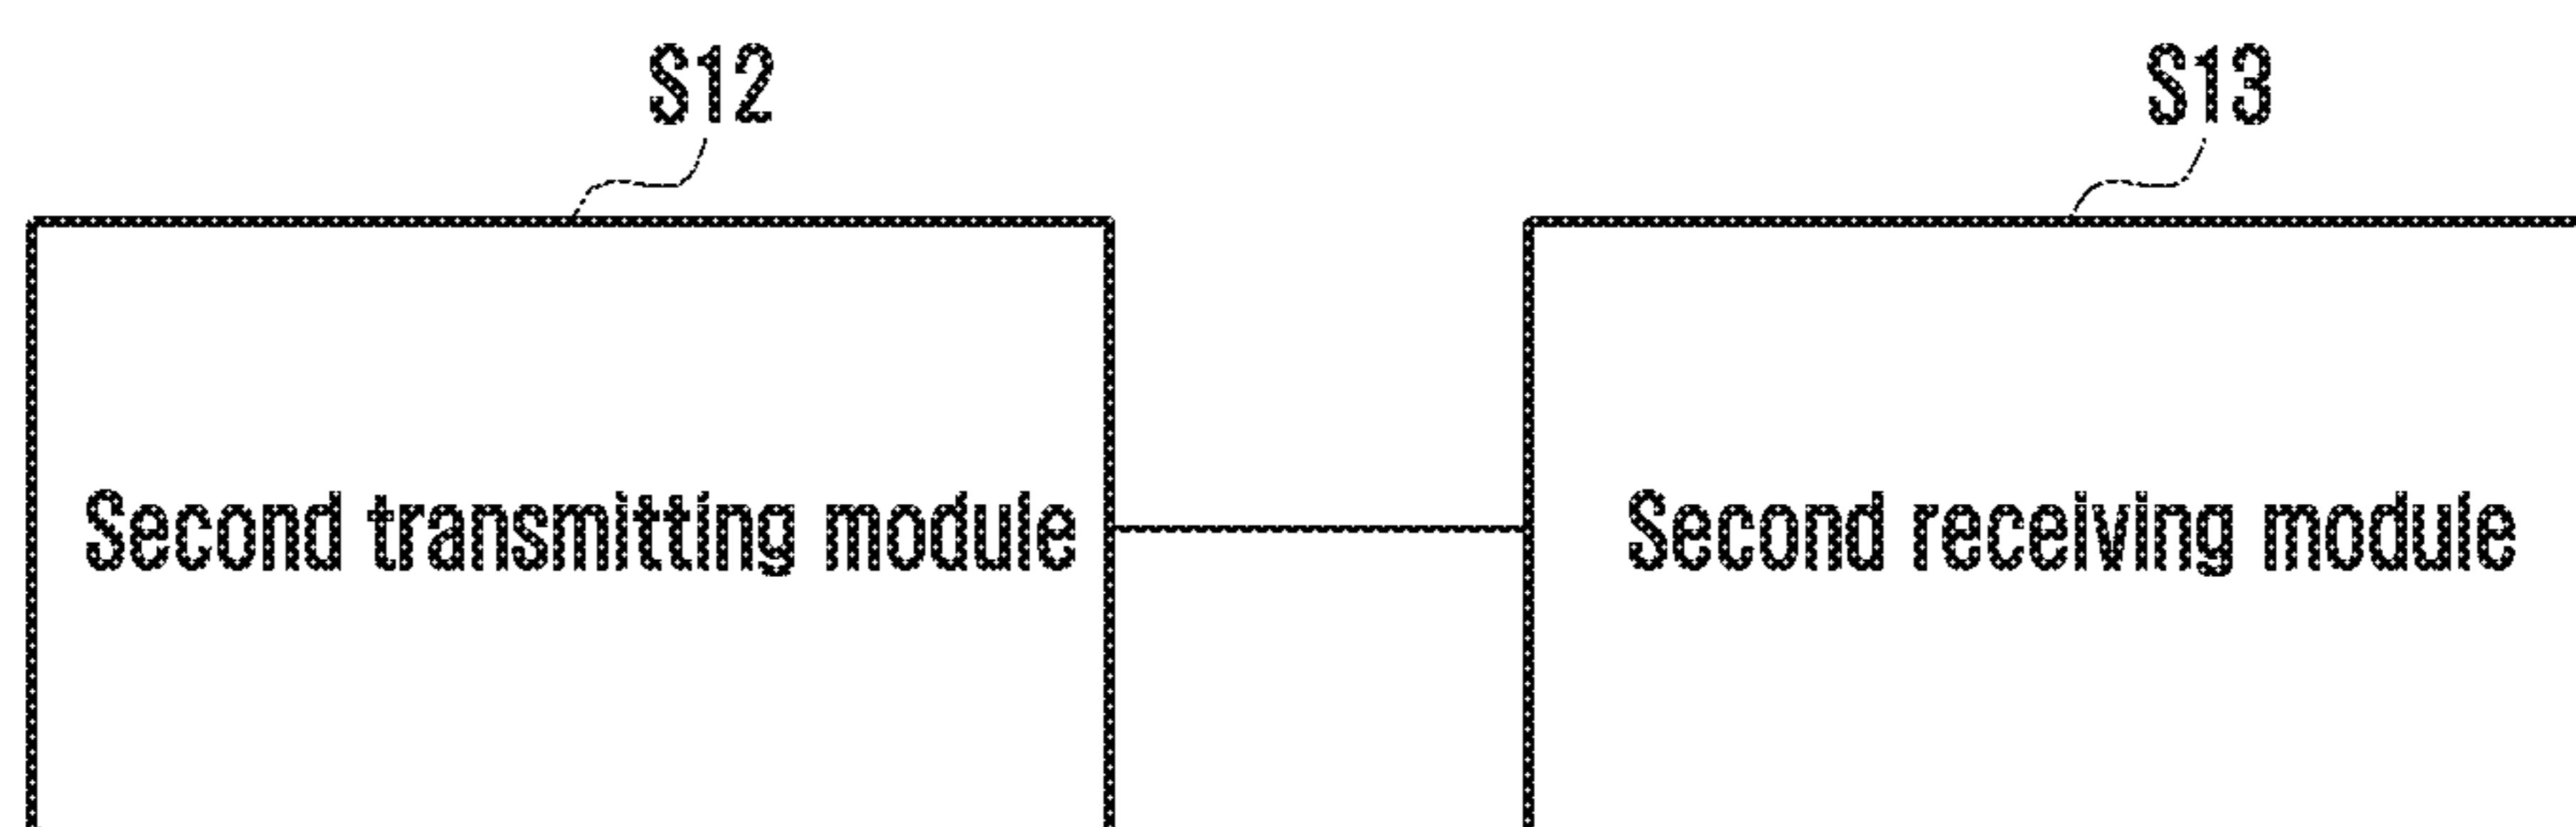 S12
S13
Second transmitting module
Second receiving module